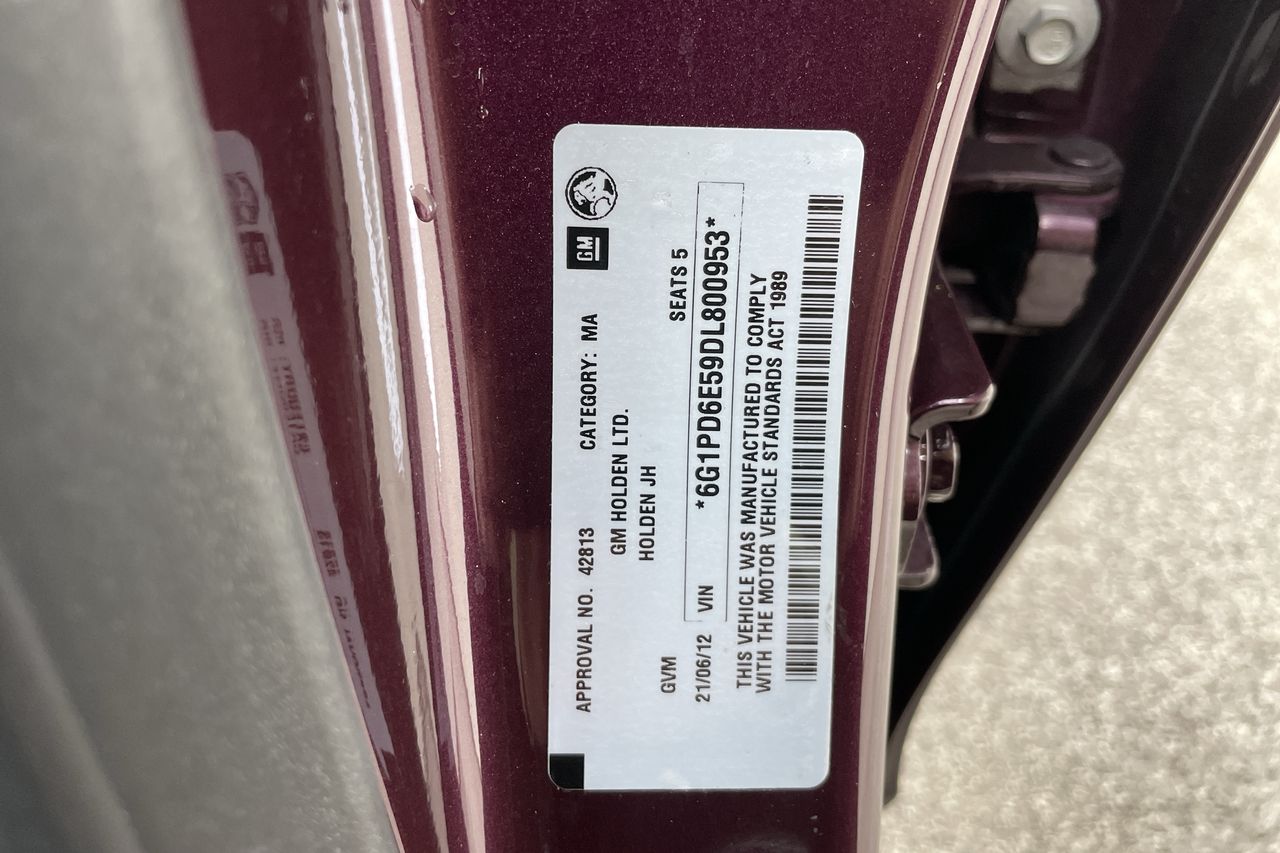 GM
APPROVAL NO. 42813 CATEGORY: MA
GM HOLDEN LTD.
HOLDEN JH
GVM SEATS 5
21/06/12 VIN *6G1PD6E59DL800953*
THIS VEHICLE WAS MANUFACTURED TO COMPLY
WITH THE MOTOR VEHICLE STANDARDS ACT 1989